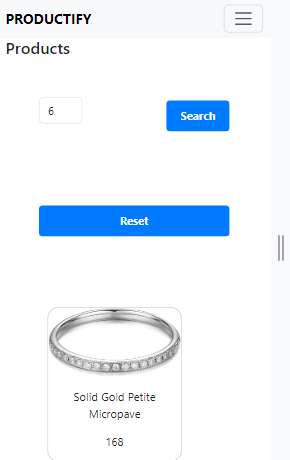 PRODUCTIFY
Products
6
Search
Reset
Solid Gold Petite
Micropave
168